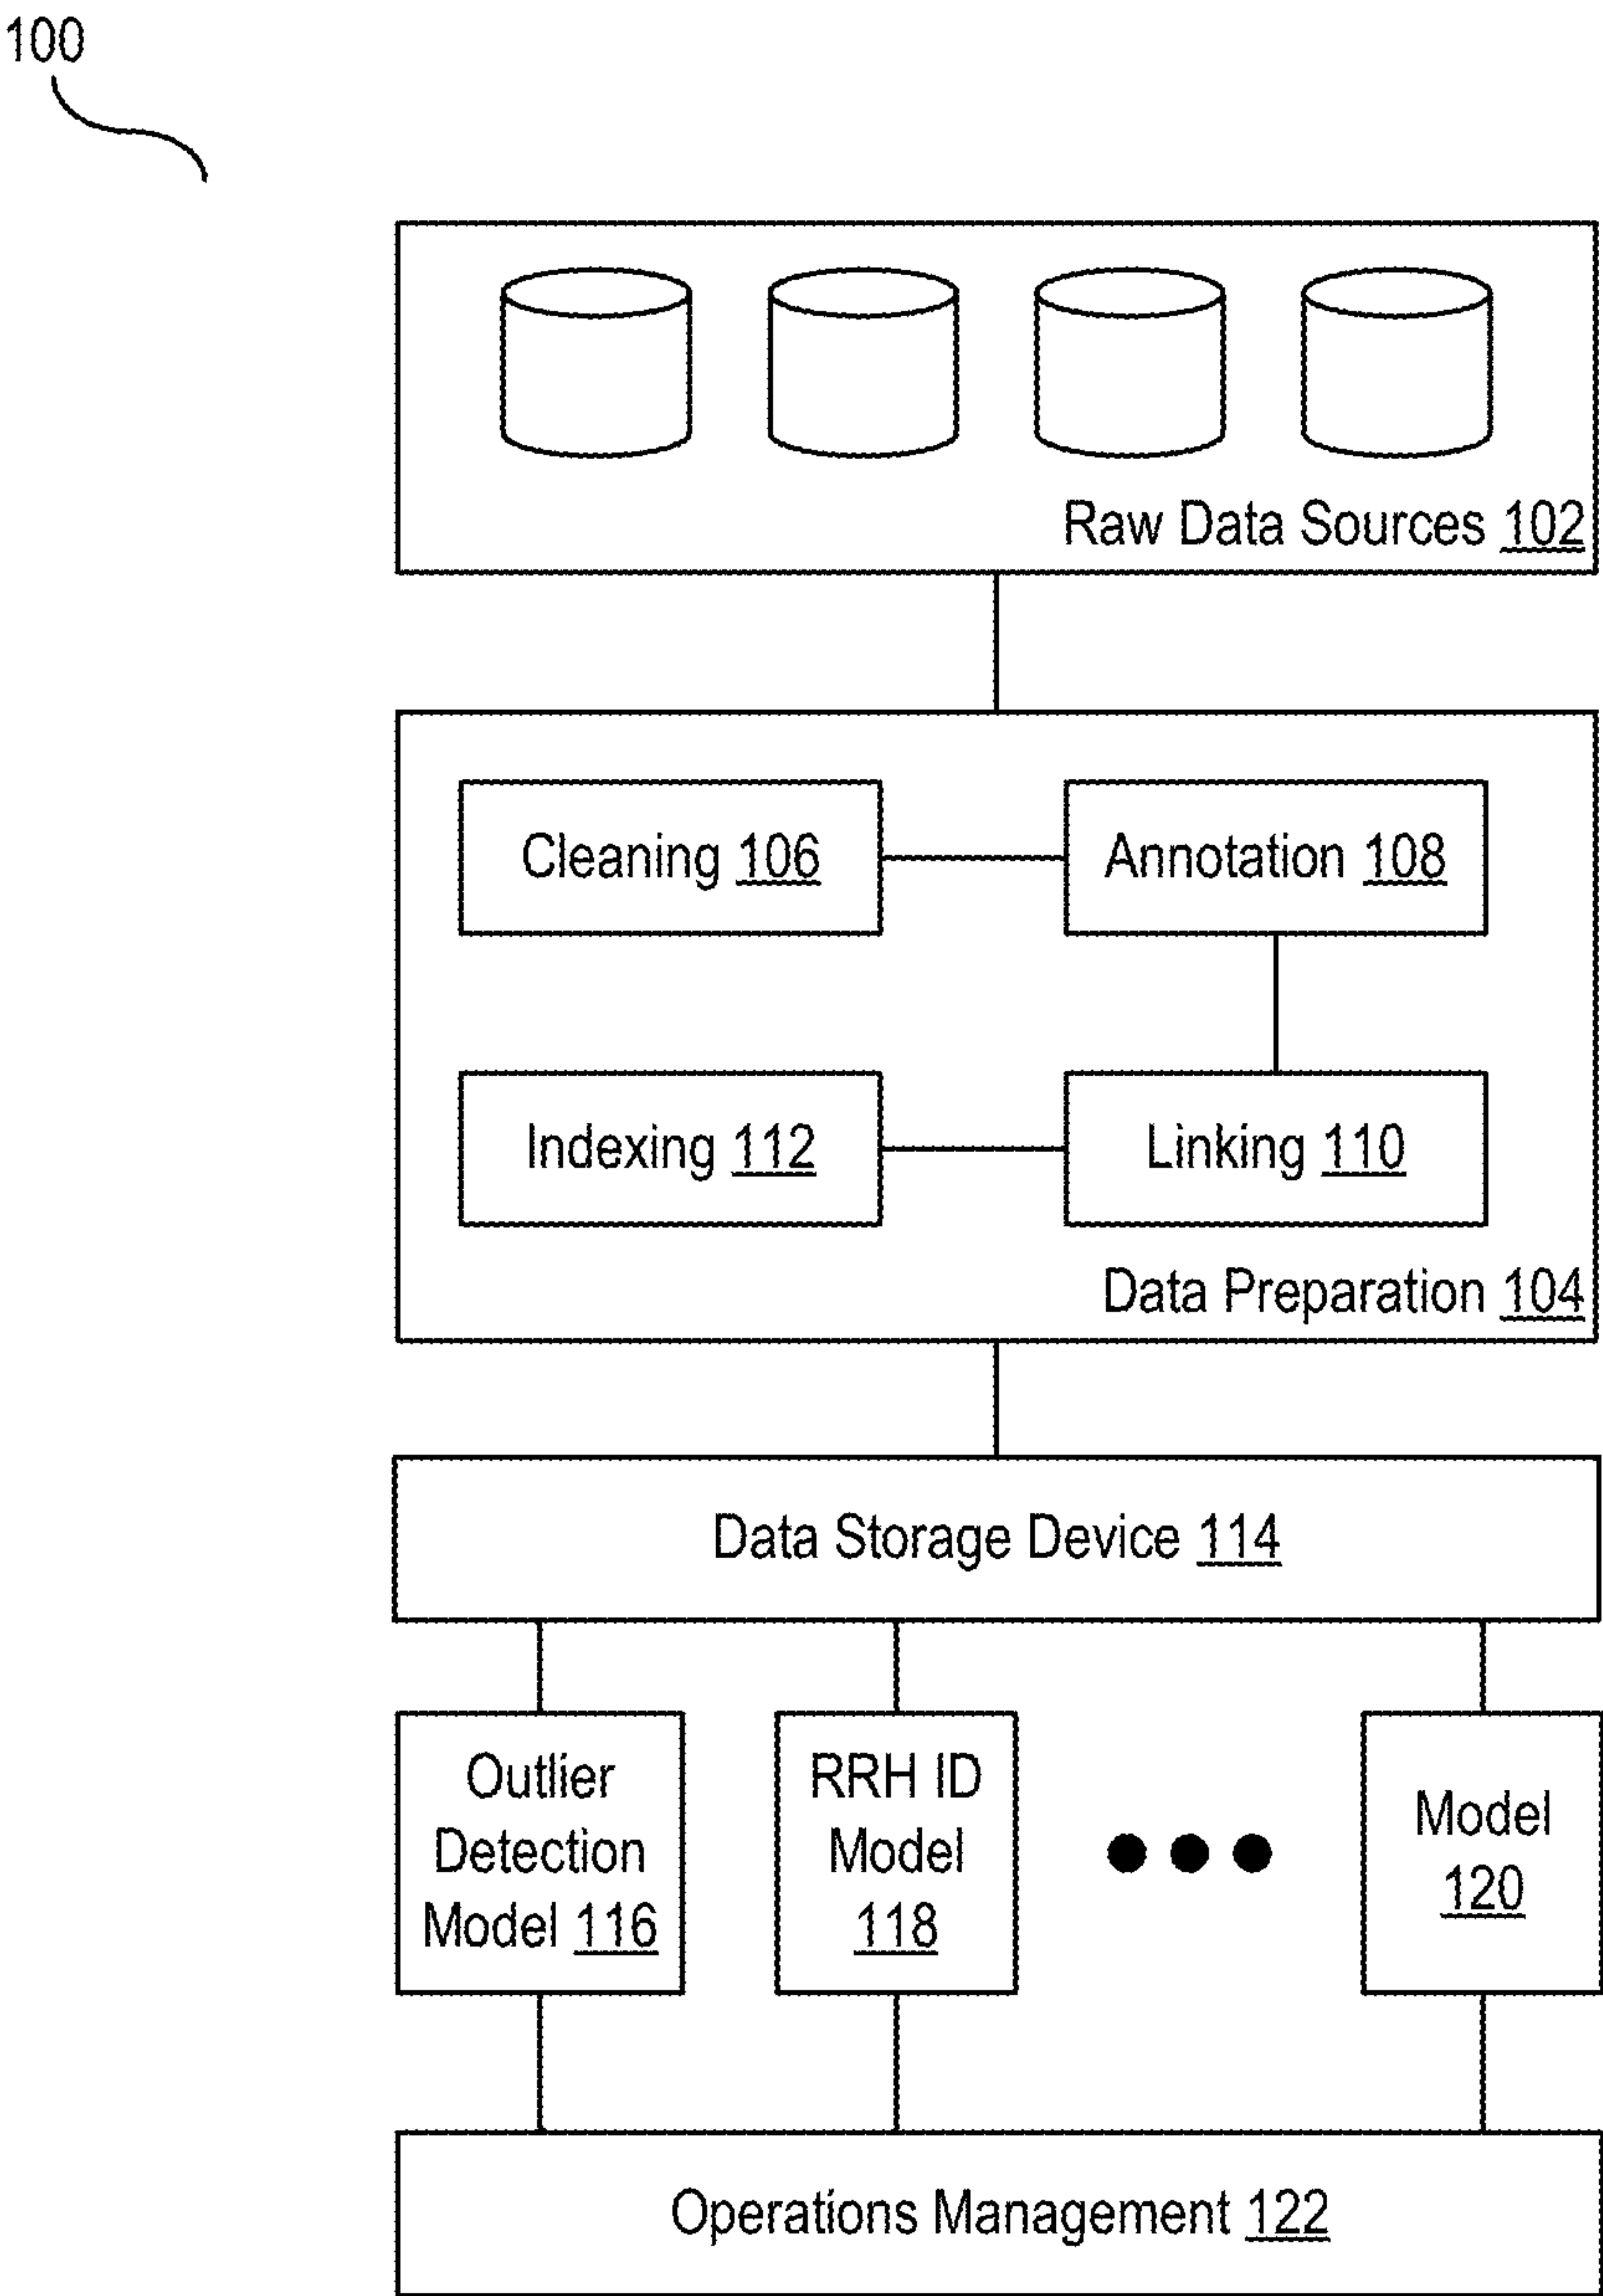 100
Raw Data Sources 102
Cleaning 106
Annotation 108
Indexing 112
Linking 110
Data Preparation 104
Data Storage Device 114
Outlier
Detection
Model 116
RRH ID
Model
118
Model
120
Operations Management 122